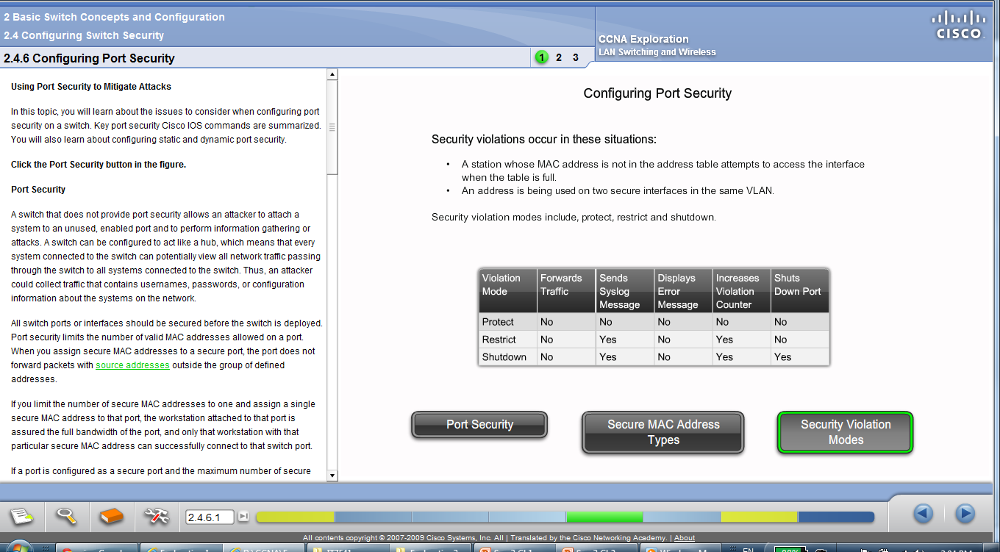 2 Basic Switch Concepts and Configuration
2.4 Configuring Switch Security
CCNA Exploration
LAN Switching and Wireless
CISCO
2.4.6 Configuring Port Security
1 2 3
Using Port Security to Mitigate Attacks
In this topic, you will learn about the issues to consider when configuring port
security on a switch. Key port security Cisco IOS commands are summarized.
You will also learn about configuring static and dynamic port security.
Click the Port Security button in the figure.
Port Security
A switch that does not provide port security allows an attacker to attach a
system to an unused, enabled port and to perform information gathering or
attacks. A switch can be configured to act like a hub, which means that every
system connected to the switch can potentially view all network traffic passing
through the switch to all systems connected to the switch. Thus, an attacker
could collect traffic that contains usernames, passwords, or configuration
information about the systems on the network.
All switch ports or interfaces should be secured before the switch is deployed.
Port security limits the number of valid MAC addresses allowed on a port.
When you assign secure MAC addresses to a secure port, the port does not
forward packets with source addresses outside the group of defined
addresses.
If you limit the number of secure MAC addresses to one and assign a single
secure MAC address to that port, the workstation attached to that port is
assured the full bandwidth of the port, and only that workstation with that
particular secure MAC address can successfully connect to that switch port.
If a port is configured as a secure port and the maximum number of secure
Configuring Port Security
Security violations occur in these situations:
• A station whose MAC address is not in the address table attempts to access the interface
when the table is full.
• An address is being used on two secure interfaces in the same VLAN.
Security violation modes include, protect, restrict and shutdown.
Violation Mode Forwards Traffic Sends Syslog Message Displays Error Message Increases Violation Counter Shuts Down Port
Protect No No No No No
Restrict No Yes No Yes No
Shutdown No Yes No Yes Yes
Port Security
Secure MAC Address
Types
Security Violation
Modes
2.4.6.1
All contents copyright © 2007-2009 Cisco Systems, Inc. All | Translated by the Cisco Networking Academy. | About
EN